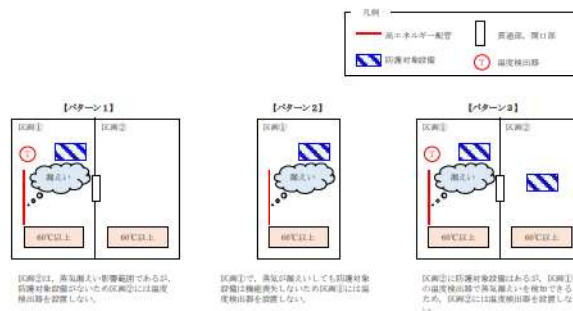 凡例
高エネルギー配管
貫通部、開口部
防護対象設備
T
温度検出器
【パターン1】
【パターン2】
【パターン3】
区画①
区画②
区画①
区画①
区画②
T
T
漏えい
漏えい
漏えい
60℃以上
60℃以上
60℃以上
60℃以上
60℃以上
区画②は、蒸気漏えい影響範囲であるが、
防護対象設備がないため区画②には温度
検出器を設置しない。
区画①で、蒸気が漏えいしても防護対象
設備は機能喪失しないため区画①には温
度検出器を設置しない。
区画②に防護対象設備はあるが、区画①
の温度検出器で蒸気漏えいを検知できる
ため、区画②には温度検出器を設置しな
い。